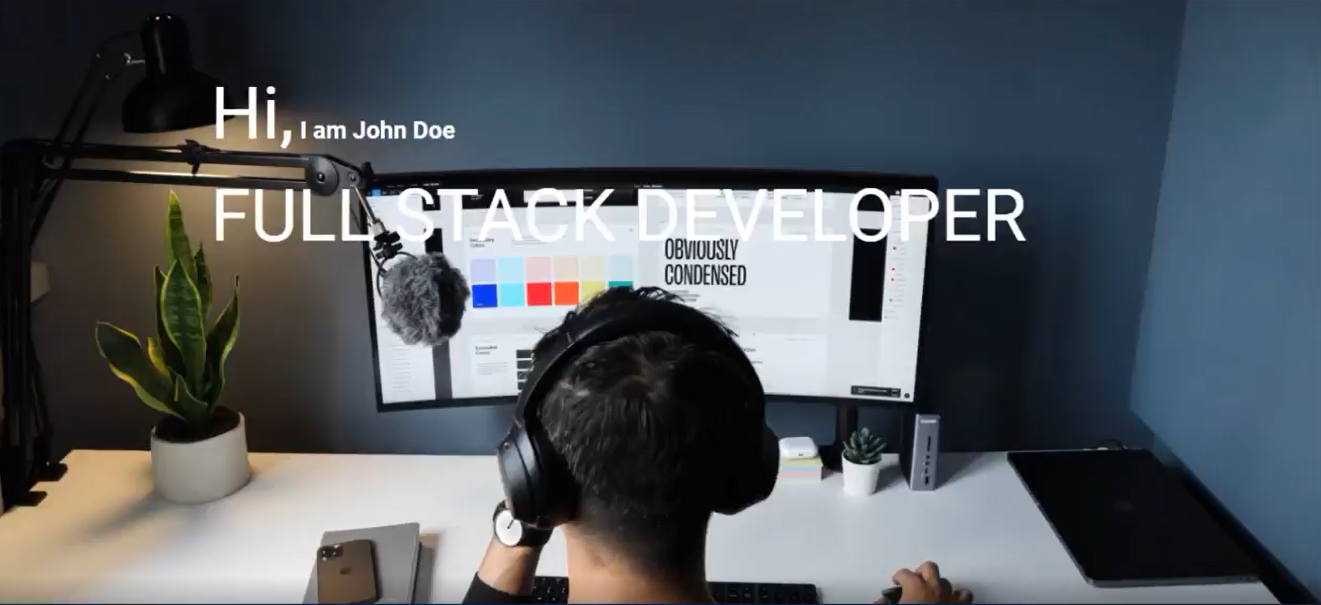 Hi, I am John Doe
FULL STACK DEVELOPER
OBVIOUSLY
CONDENSED